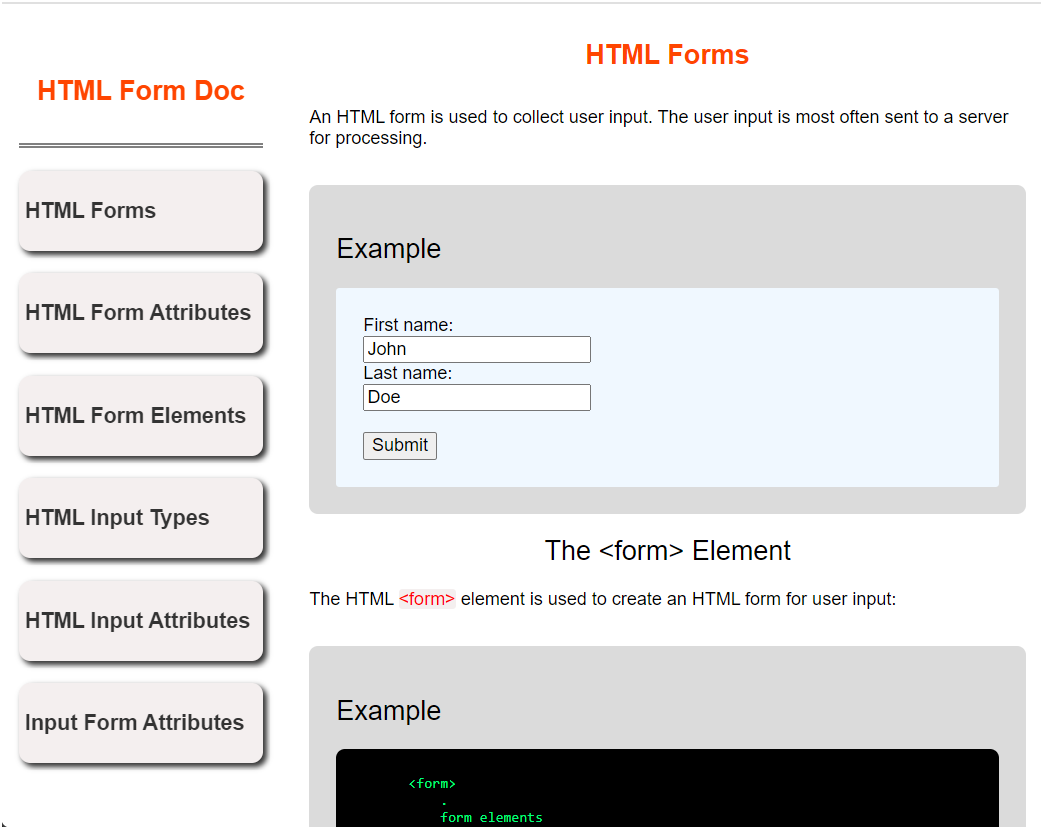 HTML Form Doc
HTML Forms
HTML Form Attributes
HTML Form Elements
HTML Input Types
HTML Input Attributes
Input Form Attributes
HTML Forms
An HTML form is used to collect user input. The user input is most often sent to a server
for processing.
Example
First name:
John
Last name:
Doe
Submit
The <form> Element
The HTML <form> element is used to create an HTML form for user input:
Example
<form>
.
form elements